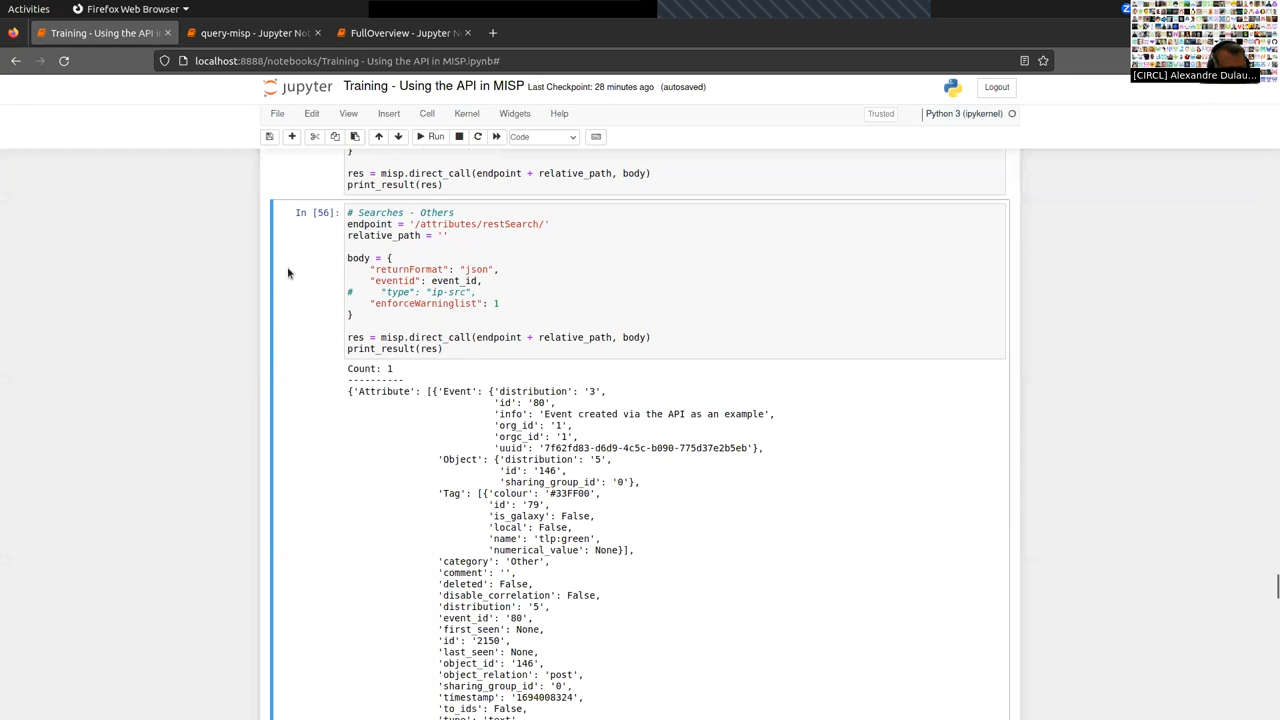 Activities
Firefox Web Browser
Training - Using the API in
query-misp - Jupyter Not
FullOverview - Jupyt
localhost:8888/notebooks/Training - Using the API in MISP.ipynb#
[CIRCL] Alexandre Dulau...
jupyter
Training - Using the API in MISP Last Checkpoint: 28 minutes ago (autosaved)
Logout
File Edit View Insert Cell Kernel Widgets Help
Trusted
Python 3 (ipykernel)
Run
Code
}
res = misp.direct_call(endpoint + relative_path, body)
print_result(res)
In [56]:
# Searches - Others
endpoint = '/attributes/restSearch/'
relative_path = ''
body = {
"returnFormat": "json",
"eventid": event_id,
# "type": "ip-src",
"enforceWarninglist": 1
}
res = misp.direct_call(endpoint + relative_path, body)
print_result(res)
Count: 1
----------
{'Attribute': [{'Event': {'distribution': '3',
'id': '80',
'info': 'Event created via the API as an example',
'org_id': '1',
'orgc_id': '1',
'uuid': '7f62fd83-d6d9-4c5c-b090-775d37e2b5eb'},
'Object': {'distribution': '5',
'id': '146',
'sharing_group_id': '0'},
'Tag': [{'colour': '#33FF00',
'id': '79',
'is_galaxy': False,
'local': False,
'name': 'tlp:green',
'numerical_value': None}],
'category': 'Other',
'comment': '',
'deleted': False,
'disable_correlation': False,
'distribution': '5',
'event_id': '80',
'first_seen': None,
'id': '2150',
'last_seen': None,
'object_id': '146',
'object_relation': 'post',
'sharing_group_id': '0',
'timestamp': '1694008324',
'to_ids': False,
'type': 'text',